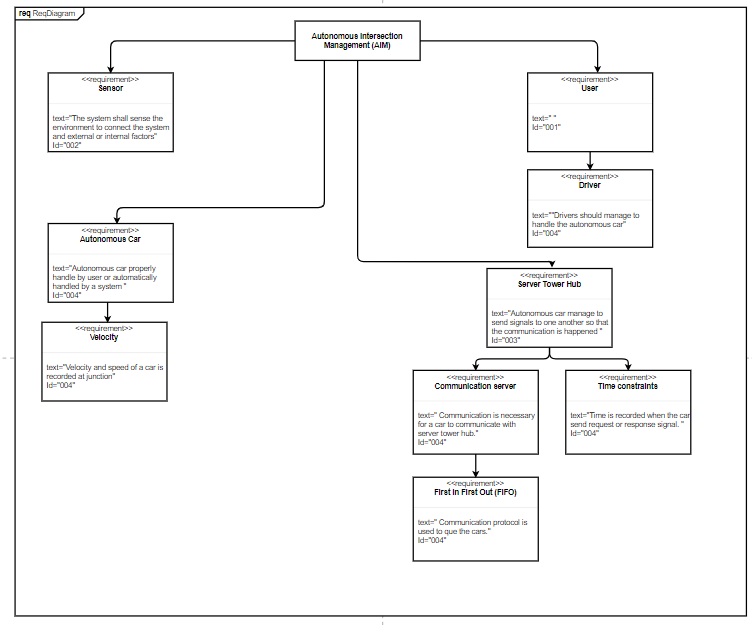 req ReqDiagram
Autonomous Intersection
Management (AIM)
<<requirement>>
Sensor
text="The system shall sense the
environment to connect the system
and external or internal factors"
Id="002"
<<requirement>>
User
text=" "
Id="001"
<<requirement>>
Driver
text=""Drivers should manage to
handle the autonomous car"
Id="004"
<<requirement>>
Autonomous Car
text="Autonomous car properly
handle by user or automatically
handled by a system "
Id="004"
<<requirement>>
Server Tower Hub
text="Autonomous car manage to
send signals to one another so that
the communication is happened "
Id="003"
<<requirement>>
Velocity
text="Velocity and speed of a car is
recorded at junction"
Id="004"
<<requirement>>
Communication server
text=" Communication is necessary
for a car to communicate with
server tower hub."
Id="004"
<<requirement>>
Time constraints
text="Time is recorded when the car
send request or response signal. "
Id="004"
<<requirement>>
First in First Out (FIFO)
text=" Communication protocol is
used to que the cars."
Id="004"